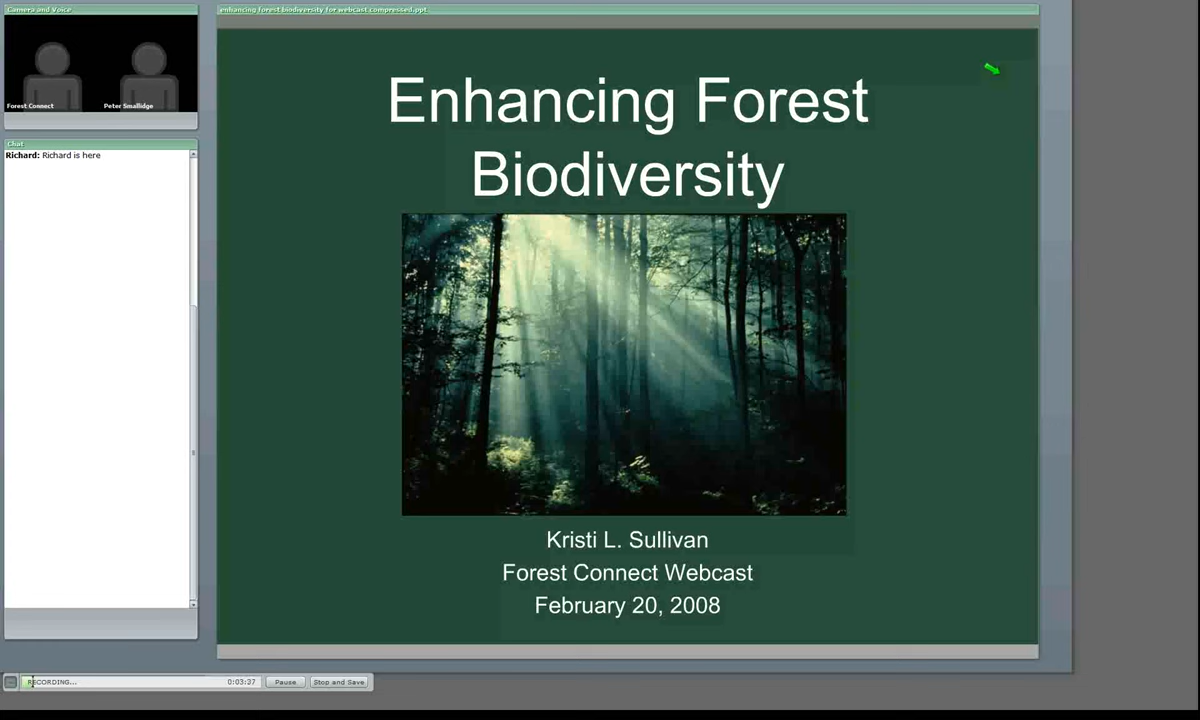 Camera and Voice
Forest Connect
Peter Smallidge
Chat
Richard: Richard is here
enhancing forest biodiversity for webcast compressed.ppt
Enhancing Forest
Biodiversity
Kristi L. Sullivan
Forest Connect Webcast
February 20, 2008
RECORDING...
0:03:27
Pause
Stop and Save